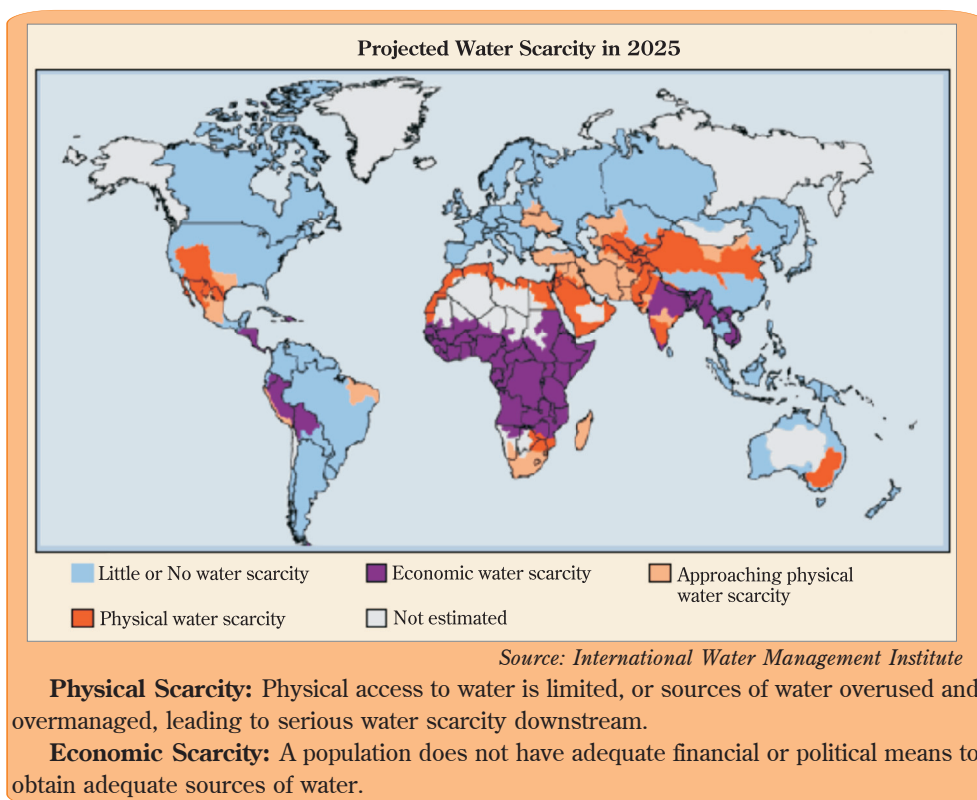 Projected Water Scarcity in 2025
Little or No water scarcity
Economic water scarcity
Approaching physical
water scarcity
Physical water scarcity
Not estimated
Source: International Water Management Institute
Physical Scarcity: Physical access to water is limited, or sources of water overused and
overmanaged, leading to serious water scarcity downstream.
Economic Scarcity: A population does not have adequate financial or political means to
obtain adequate sources of water.